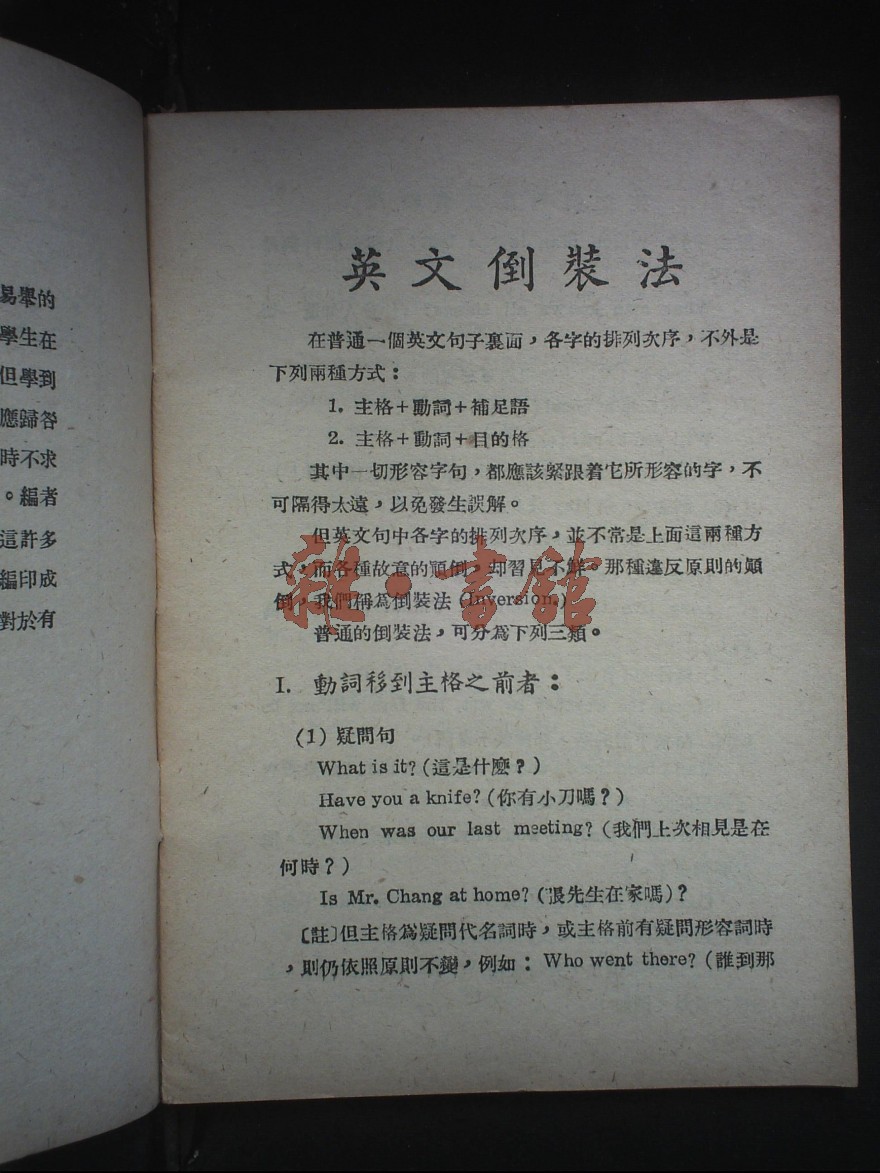 易舉的
學生在
但學到
應歸咎
時不求
。編者
這許多
編印成
對於有
英文倒裝法
在普通一個英文句子裏面，各字的排列次序，不外是
下列兩種方式：
1. 主格+動詞+補足語
2. 主格+動詞+目的格
其中一切形容字句，都應該緊跟着它所形容的字，不
可隔得太遠，以免發生誤解。
但英文句中各字的排列次序，並不常是上面這兩種方
式，而各種故意的顚倒，却習見不鮮。那種違反原則的顚
倒，我們稱爲倒裝法 (Inversion.)
普通的倒裝法，可分爲下列三類。
I. 動詞移到主格之前者：
(1) 疑問句
What is it? (這是什麼？)
Have you a knife? (你有小刀嗎？)
When was our last meeting? (我們上次相見是在
何時？)
Is Mr. Chang at home? (張先生在家嗎)？
〔註〕但主格爲疑問代名詞時，或主格前有疑問形容詞時
，則仍依照原則不變，例如： Who went there? (誰到那
雜·書館